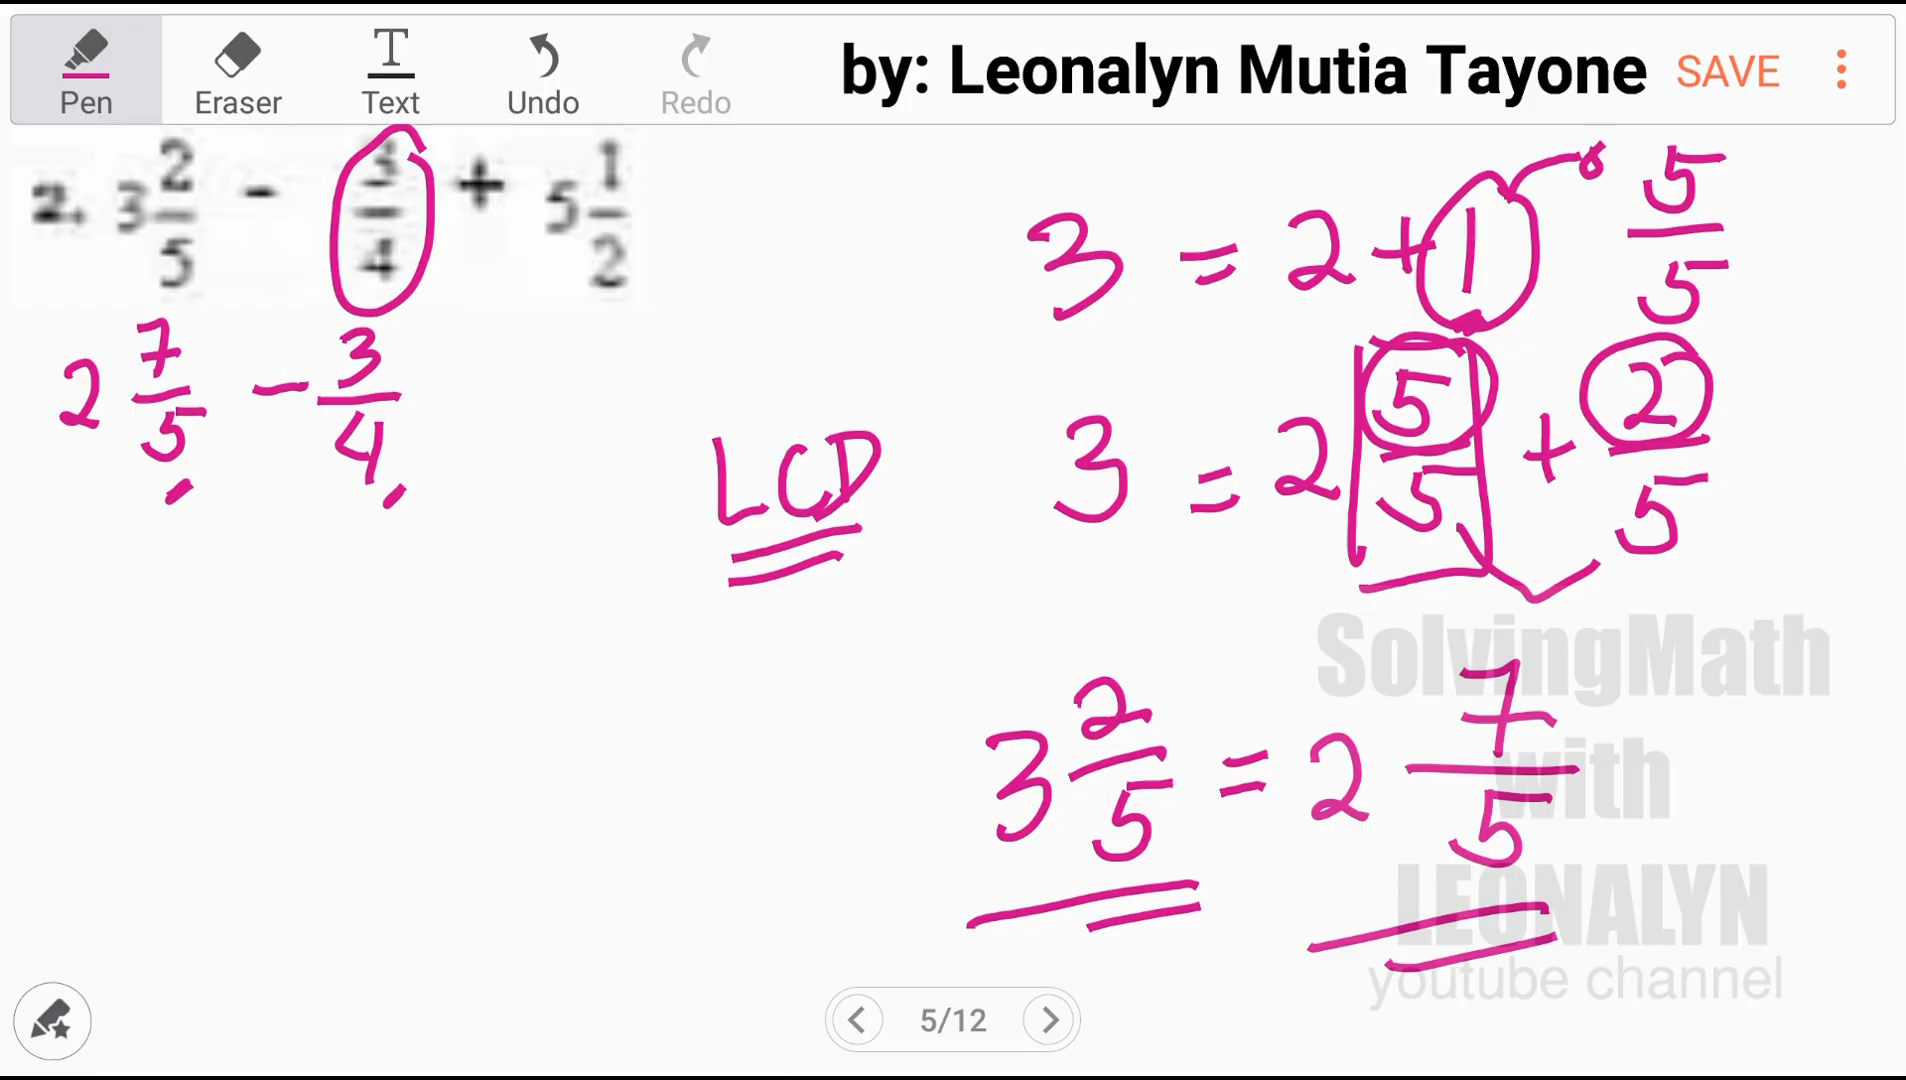 Pen Eraser Text Undo Redo by: Leonalyn Mutia Tayone SAVE
2. 3 2/5 - 3/4 + 5 1/2
3 = 2 + 1 5/5
2 7/5 - 3/4
LCD
3 = 2 5/5 + 2/5
3 2/5 = 2 7/5
SolvingMath
with
LEONALYN
youtube channel
5/12